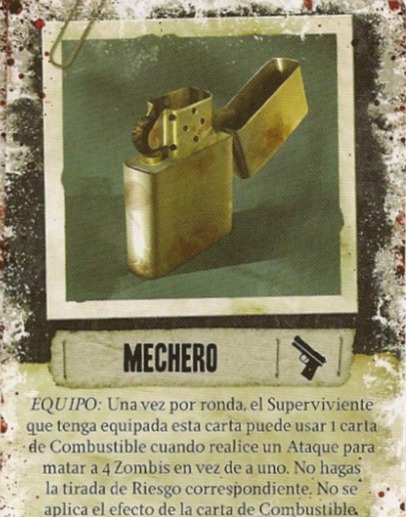 MECHERO
EQUIPO: Una vez por ronda, el Superviviente
que tenga equipada esta carta puede usar 1 carta
de Combustible cuando realice un Ataque para
matar a 4 Zombis en vez de a uno. No hagas
la tirada de Riesgo correspondiente. No se
aplica el efecto de la carta de Combustible.